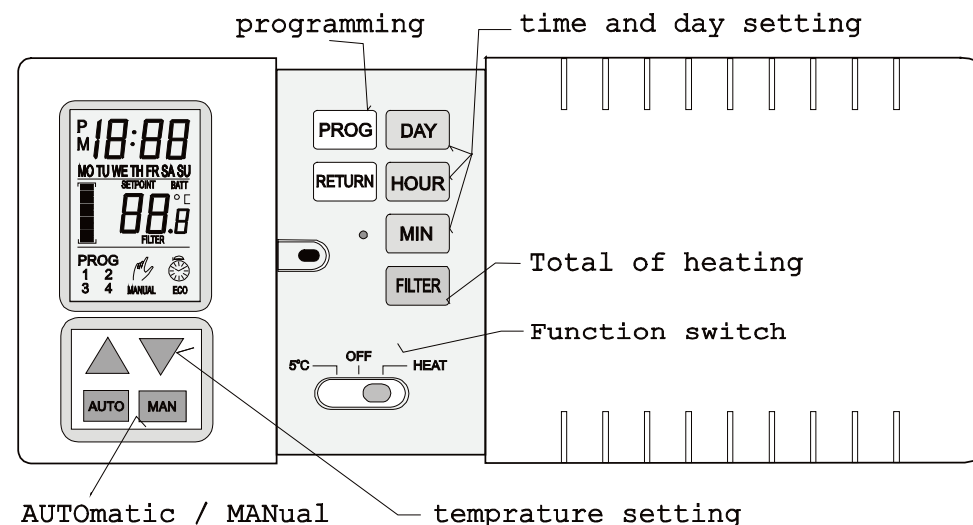 programming
time and day setting
PM 18:88
MO TU WE TH FR SA SU
SETPOINT BATT
88.8 °C
FILTER
PROG
1 2
3 4
MANUAL
ECO
AUTO
MAN
PROG
DAY
RETURN
HOUR
MIN
FILTER
Total of heating
Function switch
5°C
OFF
HEAT
AUTOmatic / MANual
temprature setting